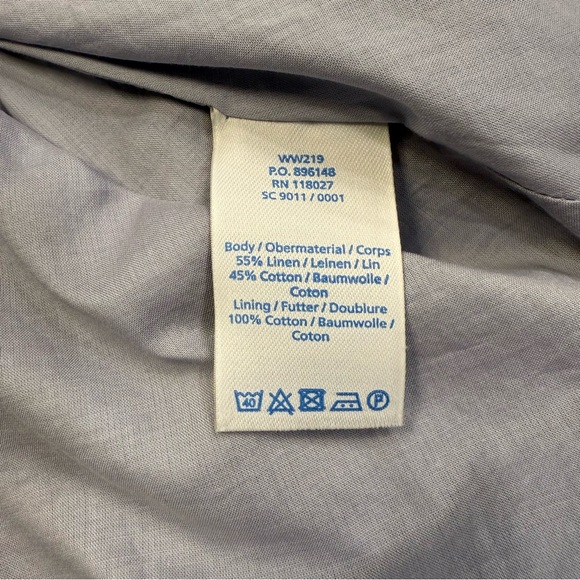 WW219
P.O. 896148
RN 118027
SC 9011 / 0001
Body / Obermaterial / Corps
55% Linen / Leinen / Lin
45% Cotton / Baumwolle /
Coton
Lining / Futter / Doublure
100% Cotton / Baumwolle /
Coton
40 P